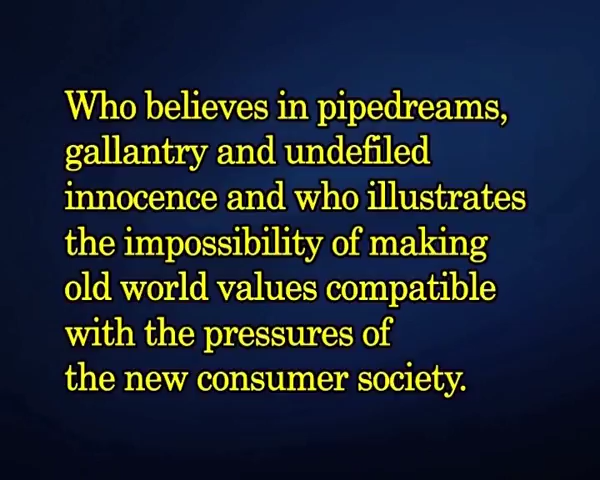 Who believes in pipedreams,
gallantry and undefiled
innocence and who illustrates
the impossibility of making
old world values compatible
with the pressures of
the new consumer society.